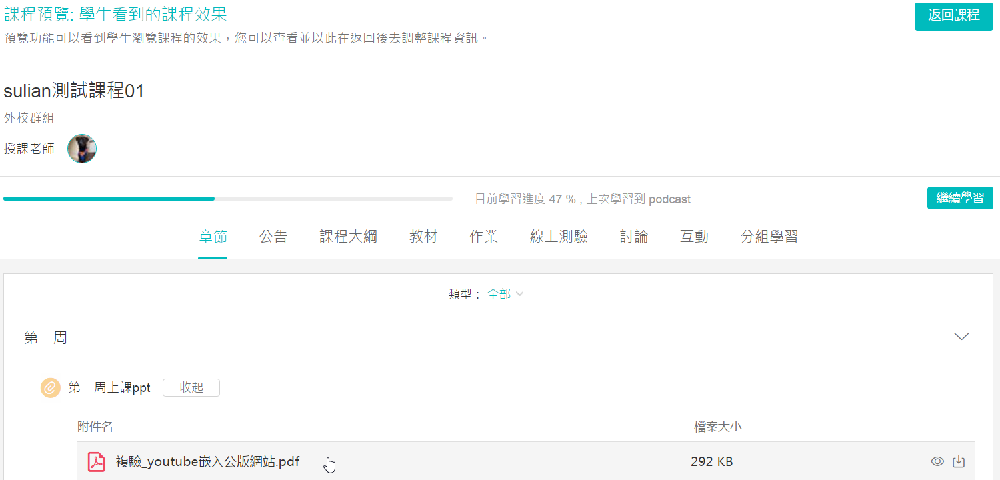 課程預覽: 學生看到的課程效果
返回課程
預覽功能可以看到學生瀏覽課程的效果，您可以查看並以此在返回後去調整課程資訊。
sulian測試課程01
外校群組
授課老師
目前學習進度 47 % , 上次學習到 podcast
繼續學習
章節 公告 課程大綱 教材 作業 線上測驗 討論 互動 分組學習
類型： 全部
第一周
第一周上課ppt 收起
附件名 檔案大小
複驗_youtube嵌入公版網站.pdf 292 KB